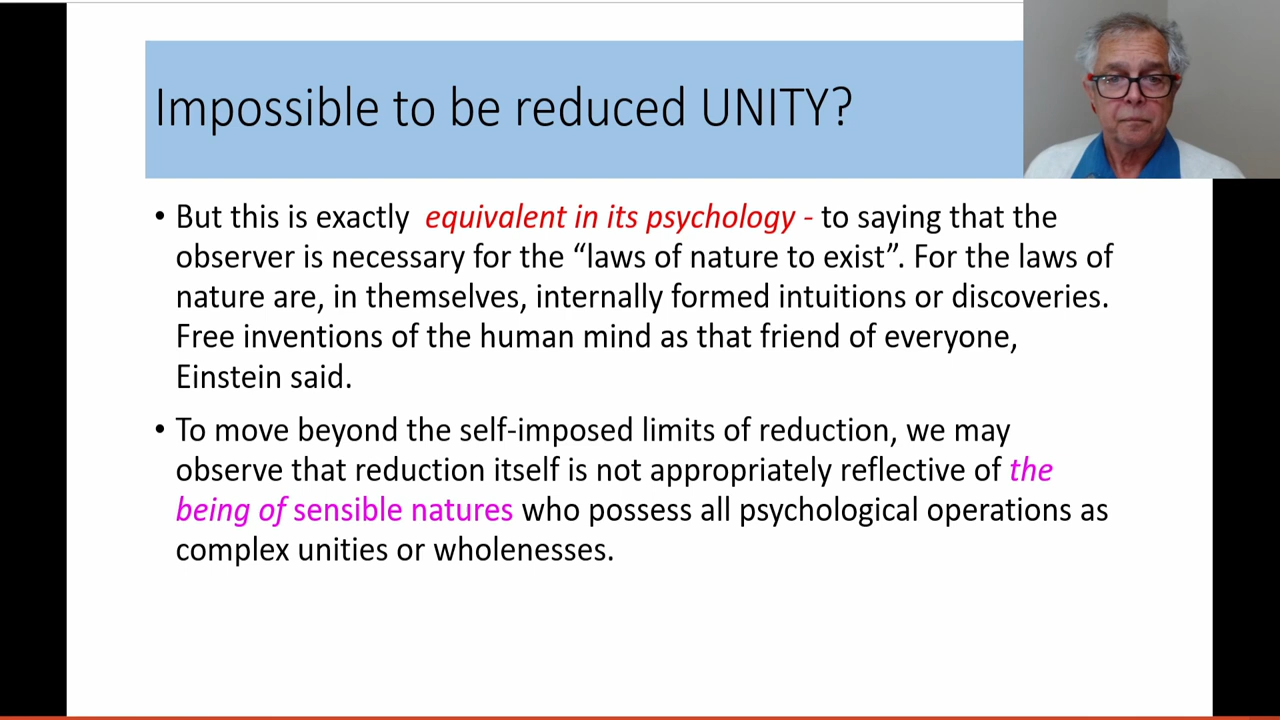 Impossible to be reduced UNITY?
• But this is exactly equivalent in its psychology - to saying that the
observer is necessary for the “laws of nature to exist”. For the laws of
nature are, in themselves, internally formed intuitions or discoveries.
Free inventions of the human mind as that friend of everyone,
Einstein said.
• To move beyond the self-imposed limits of reduction, we may
observe that reduction itself is not appropriately reflective of the
being of sensible natures who possess all psychological operations as
complex unities or wholenesses.